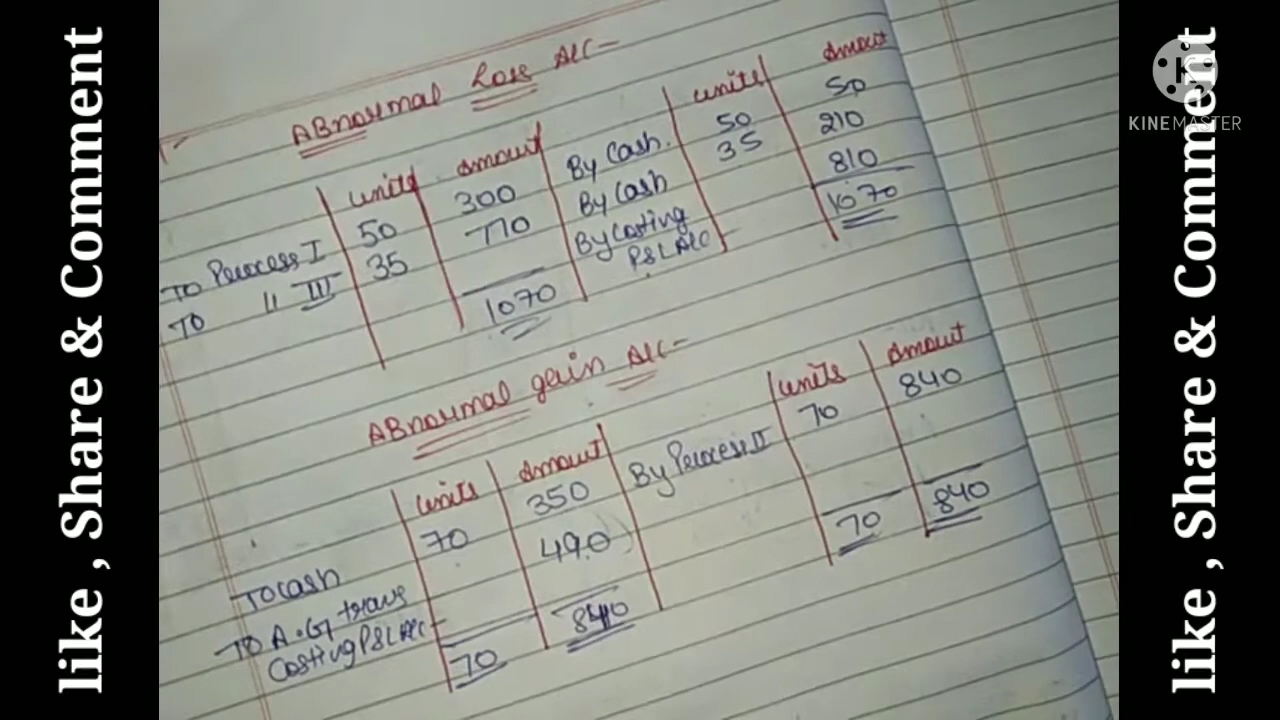 like , Share & Comment
ABnormal Loss A/C-
units Amount units Amount
To Process I 50 300 By Cash. 50 50
To " III 35 770 By Cash 35 210
By Costing P&L A/C 810
1070 1070
ABnormal gain A/C-
units Amount units Amount
To cash 70 350 By Process II 70 840
To A.G trans Costing P&L A/C- 490
70 840 70 840
KINEMASTER
like , Share & Comment